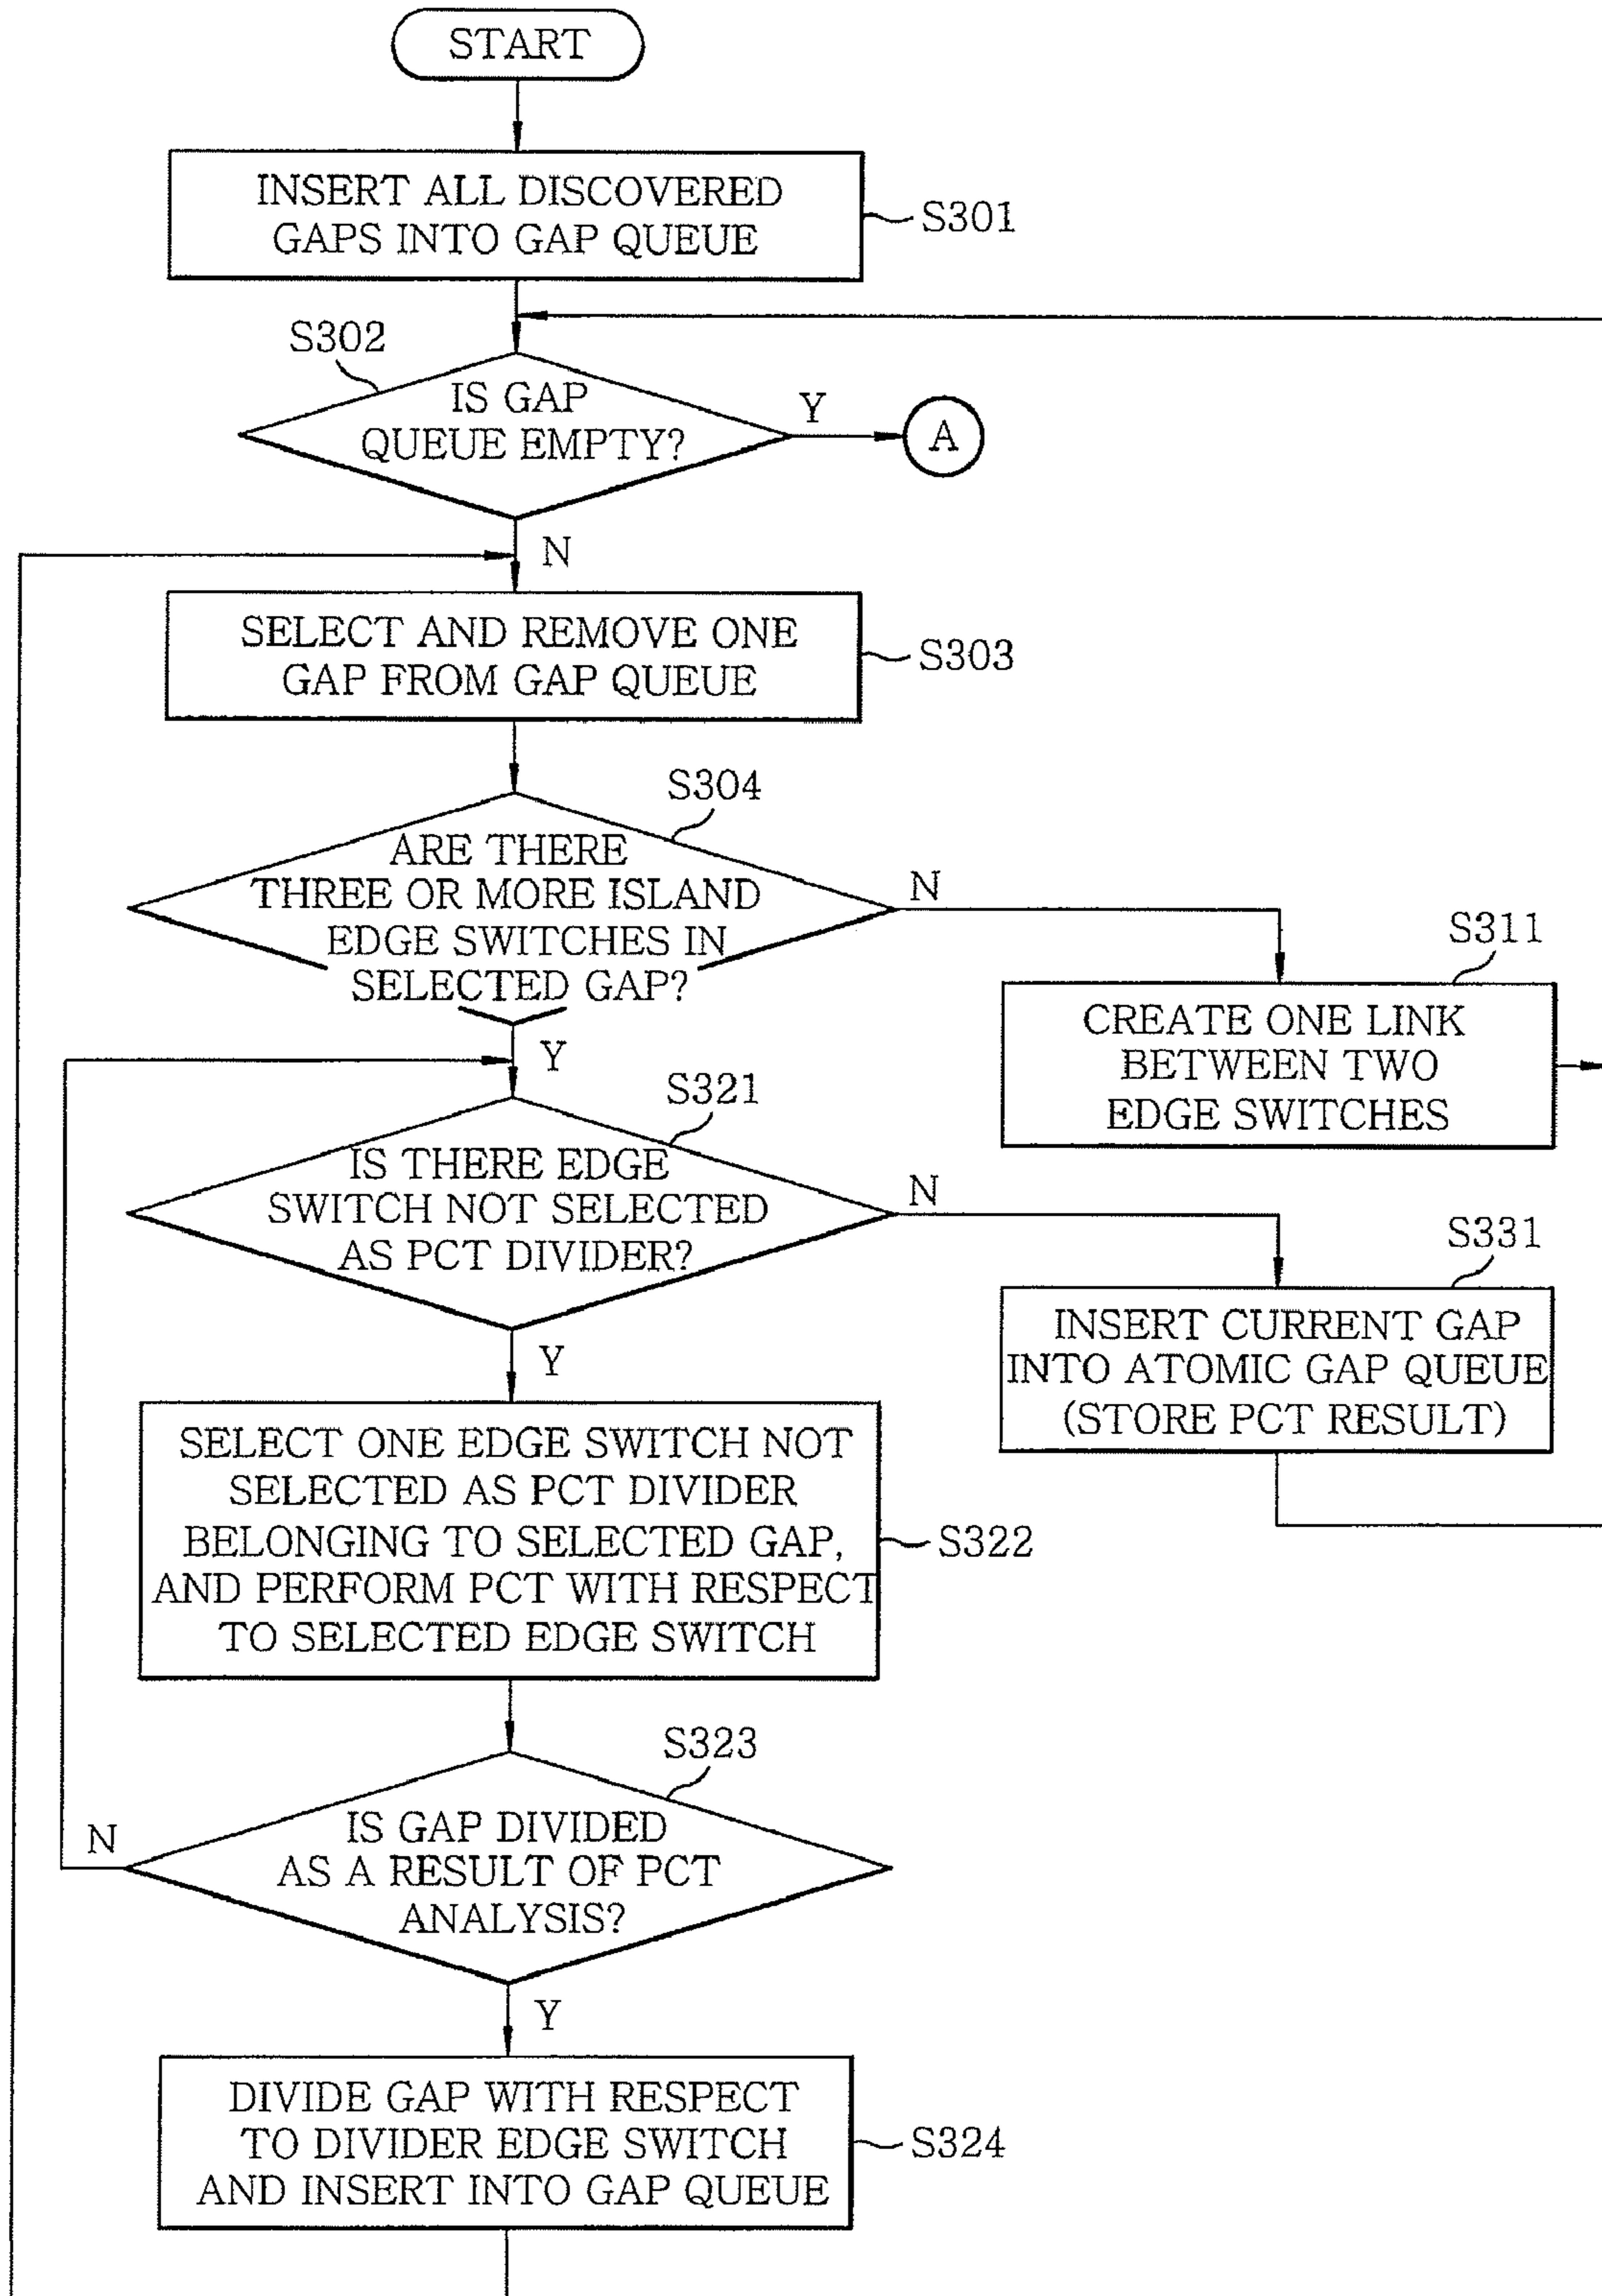 START
INSERT ALL DISCOVERED
GAPS INTO GAP QUEUE
S301
S302
IS GAP
QUEUE EMPTY?
Y
A
N
SELECT AND REMOVE ONE
GAP FROM GAP QUEUE
S303
S304
ARE THERE
THREE OR MORE ISLAND
EDGE SWITCHES IN
SELECTED GAP?
N
S311
CREATE ONE LINK
BETWEEN TWO
EDGE SWITCHES
Y
S321
IS THERE EDGE
SWITCH NOT SELECTED
AS PCT DIVIDER?
N
S331
INSERT CURRENT GAP
INTO ATOMIC GAP QUEUE
(STORE PCT RESULT)
Y
SELECT ONE EDGE SWITCH NOT
SELECTED AS PCT DIVIDER
BELONGING TO SELECTED GAP,
AND PERFORM PCT WITH RESPECT
TO SELECTED EDGE SWITCH
S322
S323
IS GAP DIVIDED
AS A RESULT OF PCT
ANALYSIS?
N
Y
DIVIDE GAP WITH RESPECT
TO DIVIDER EDGE SWITCH
AND INSERT INTO GAP QUEUE
S324